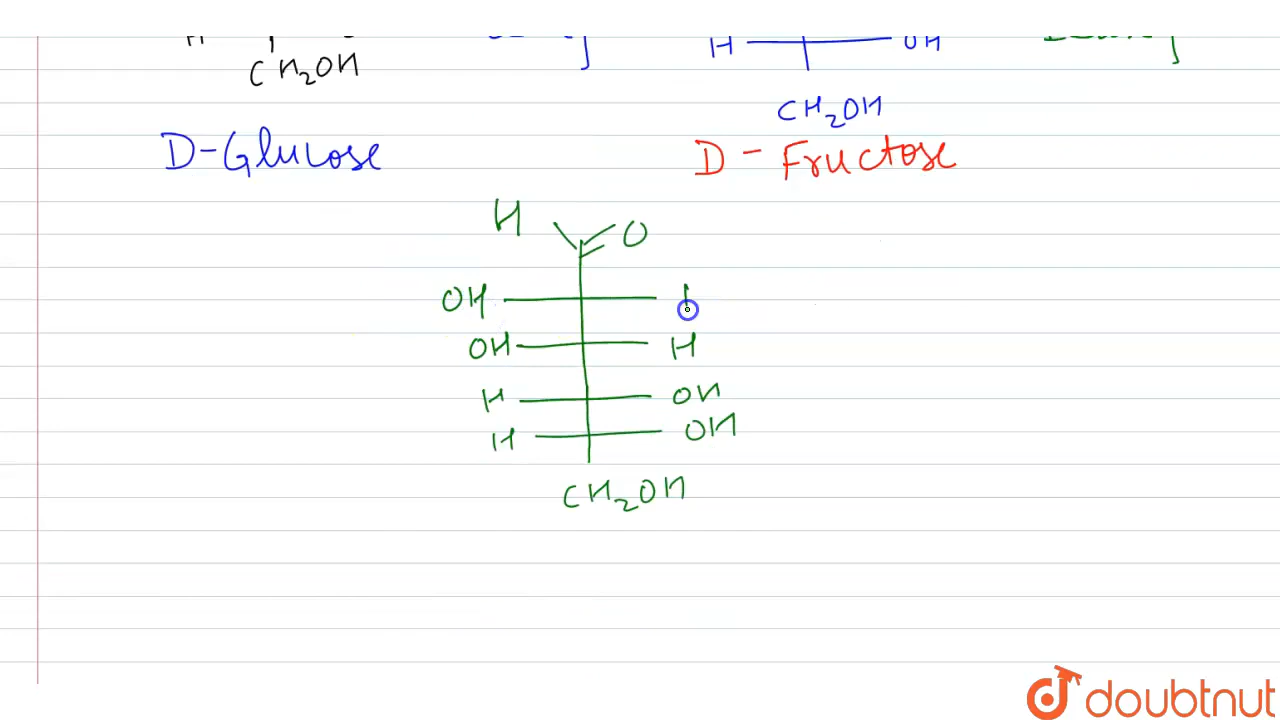 H
CH2OH
H OH
CH2OH
D-Glucose
D - Fructose
H O
OH
OH H
H OH
H OH
CH2OH
doubtnut